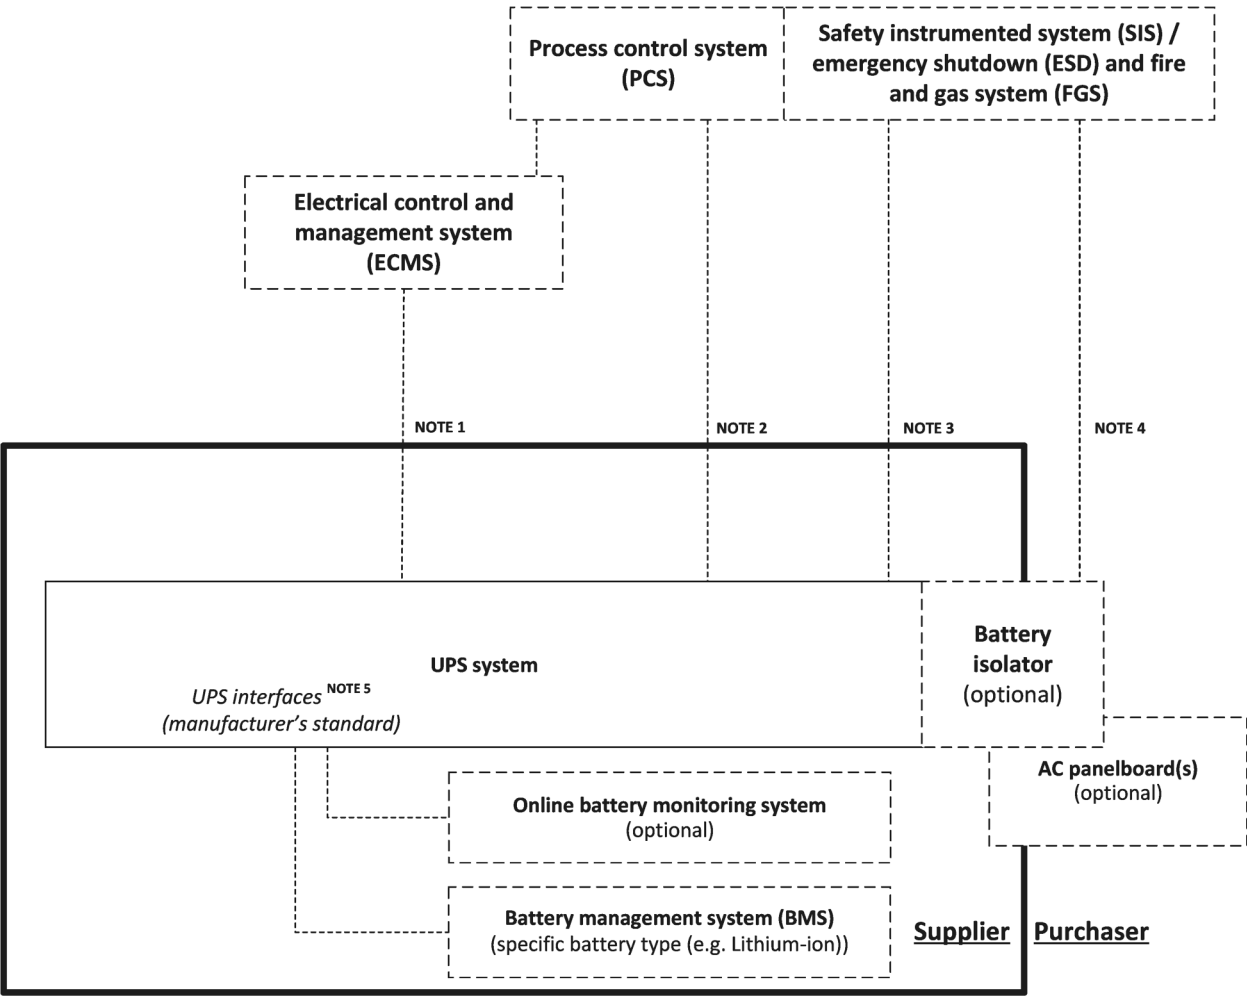 Process control system
(PCS)
Safety instrumented system (SIS) /
emergency shutdown (ESD) and fire
and gas system (FGS)
Electrical control and
management system
(ECMS)
NOTE 1
NOTE 2
NOTE 3
NOTE 4
UPS system
UPS interfaces NOTE 5
(manufacturer’s standard)
Battery
isolator
(optional)
AC panelboard(s)
(optional)
Online battery monitoring system
(optional)
Battery management system (BMS)
(specific battery type (e.g. Lithium-ion))
Supplier
Purchaser